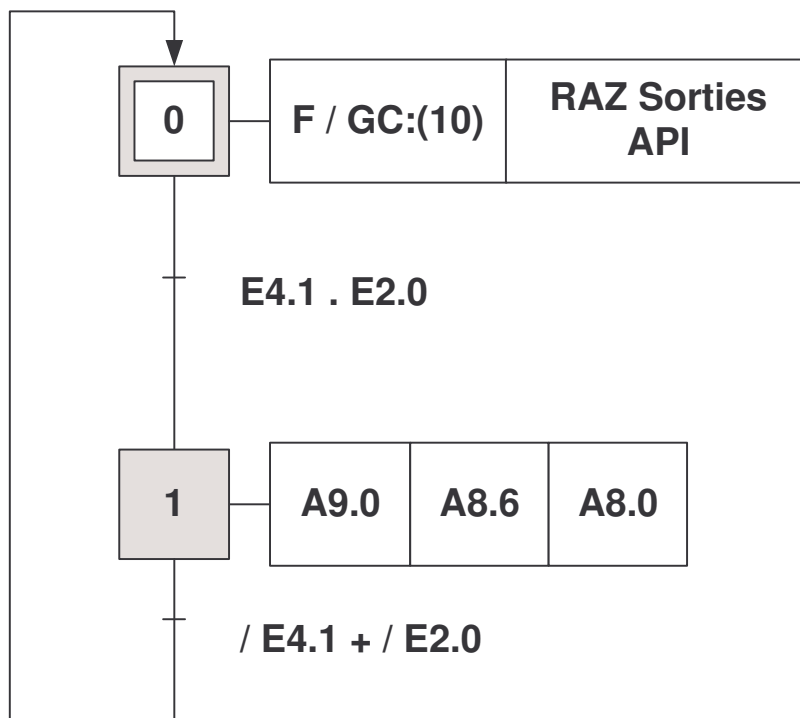 0
F / GC:(10)
RAZ Sorties
API
E4.1 . E2.0
1
A9.0
A8.6
A8.0
/ E4.1 + / E2.0